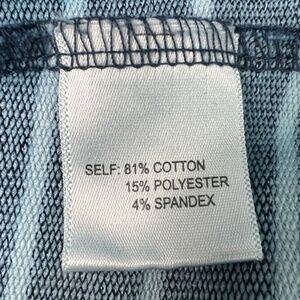 SELF: 81% COTTON
15% POLYESTER
4% SPANDEX